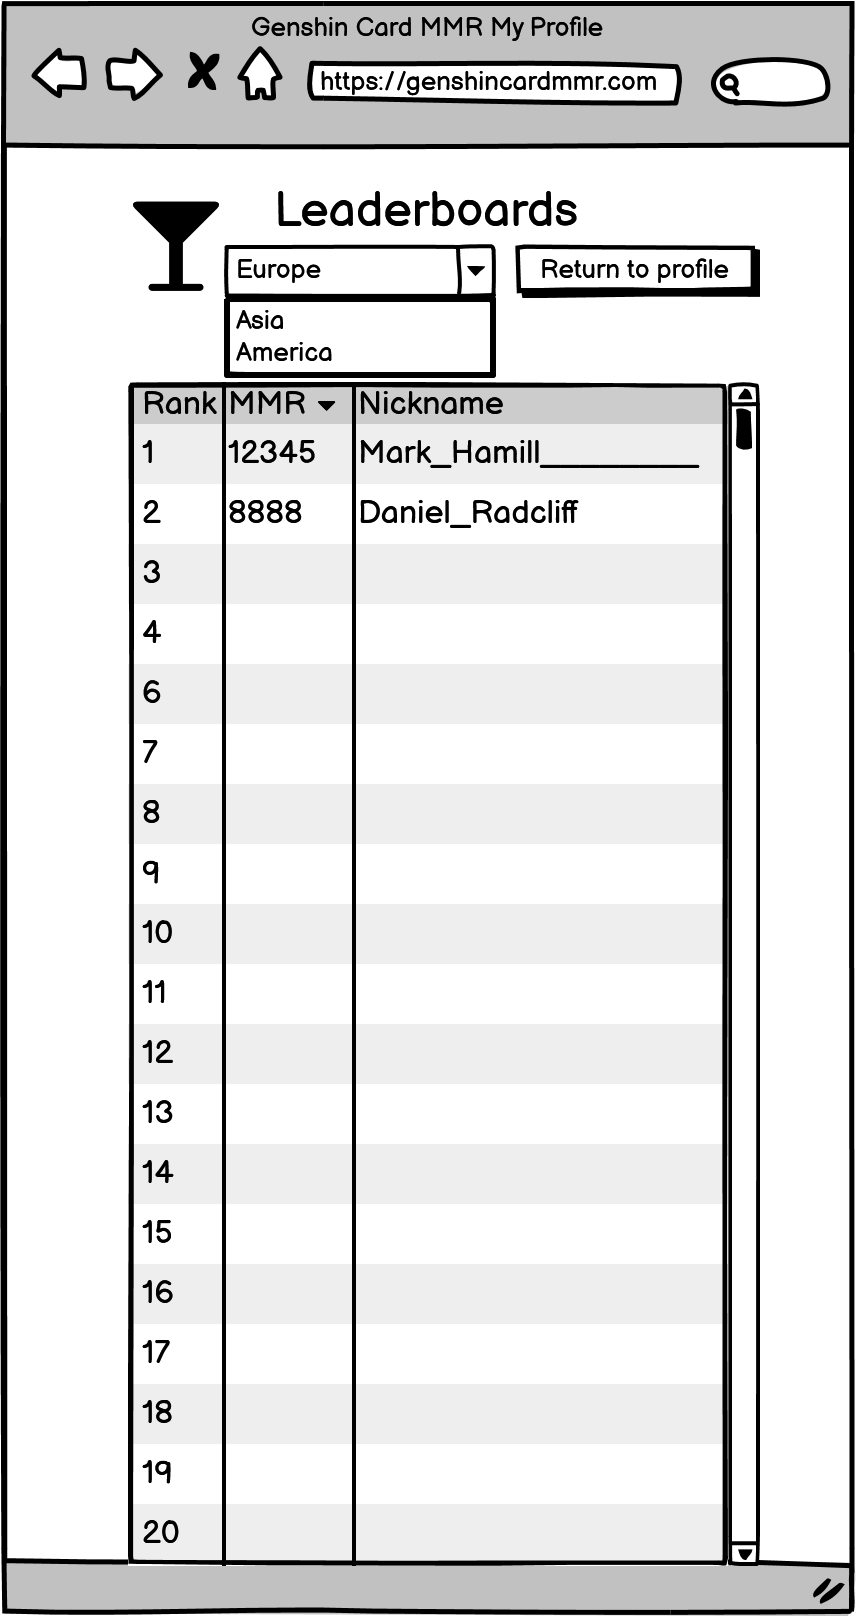 Genshin Card MMR My Profile
https://genshincardmmr.com
Leaderboards
Europe
Return to profile
Asia
America
Rank MMR Nickname
1 12345 Mark_Hamill__________
2 8888 Daniel_Radcliff
3
4
6
7
8
9
10
11
12
13
14
15
16
17
18
19
20